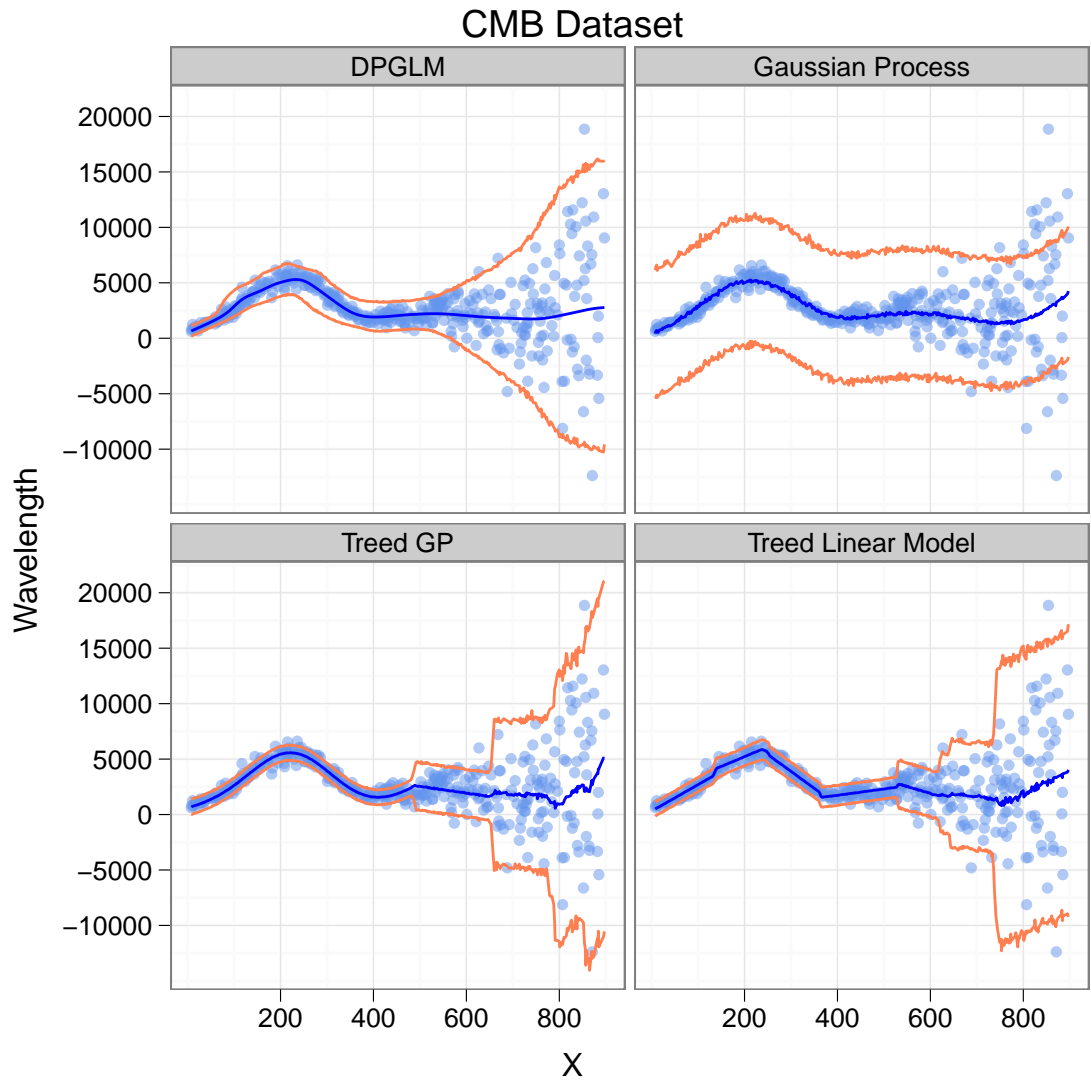 CMB Dataset
DPGLM
Gaussian Process
20000
15000
10000
5000
0
−5000
−10000
Treed GP
Treed Linear Model
20000
15000
10000
5000
0
−5000
−10000
Wavelength
200 400 600 800 200 400 600 800
X